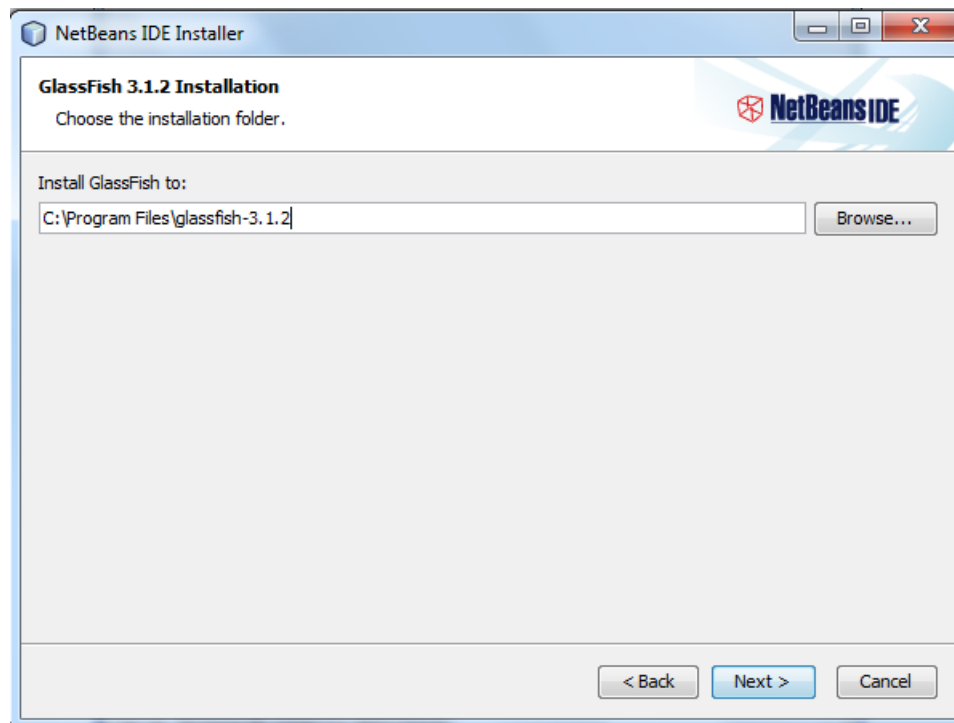 NetBeans IDE Installer
GlassFish 3.1.2 Installation
Choose the installation folder.
NetBeans IDE
Install GlassFish to:
C:\Program Files\glassfish-3.1.2
Browse...
< Back
Next >
Cancel